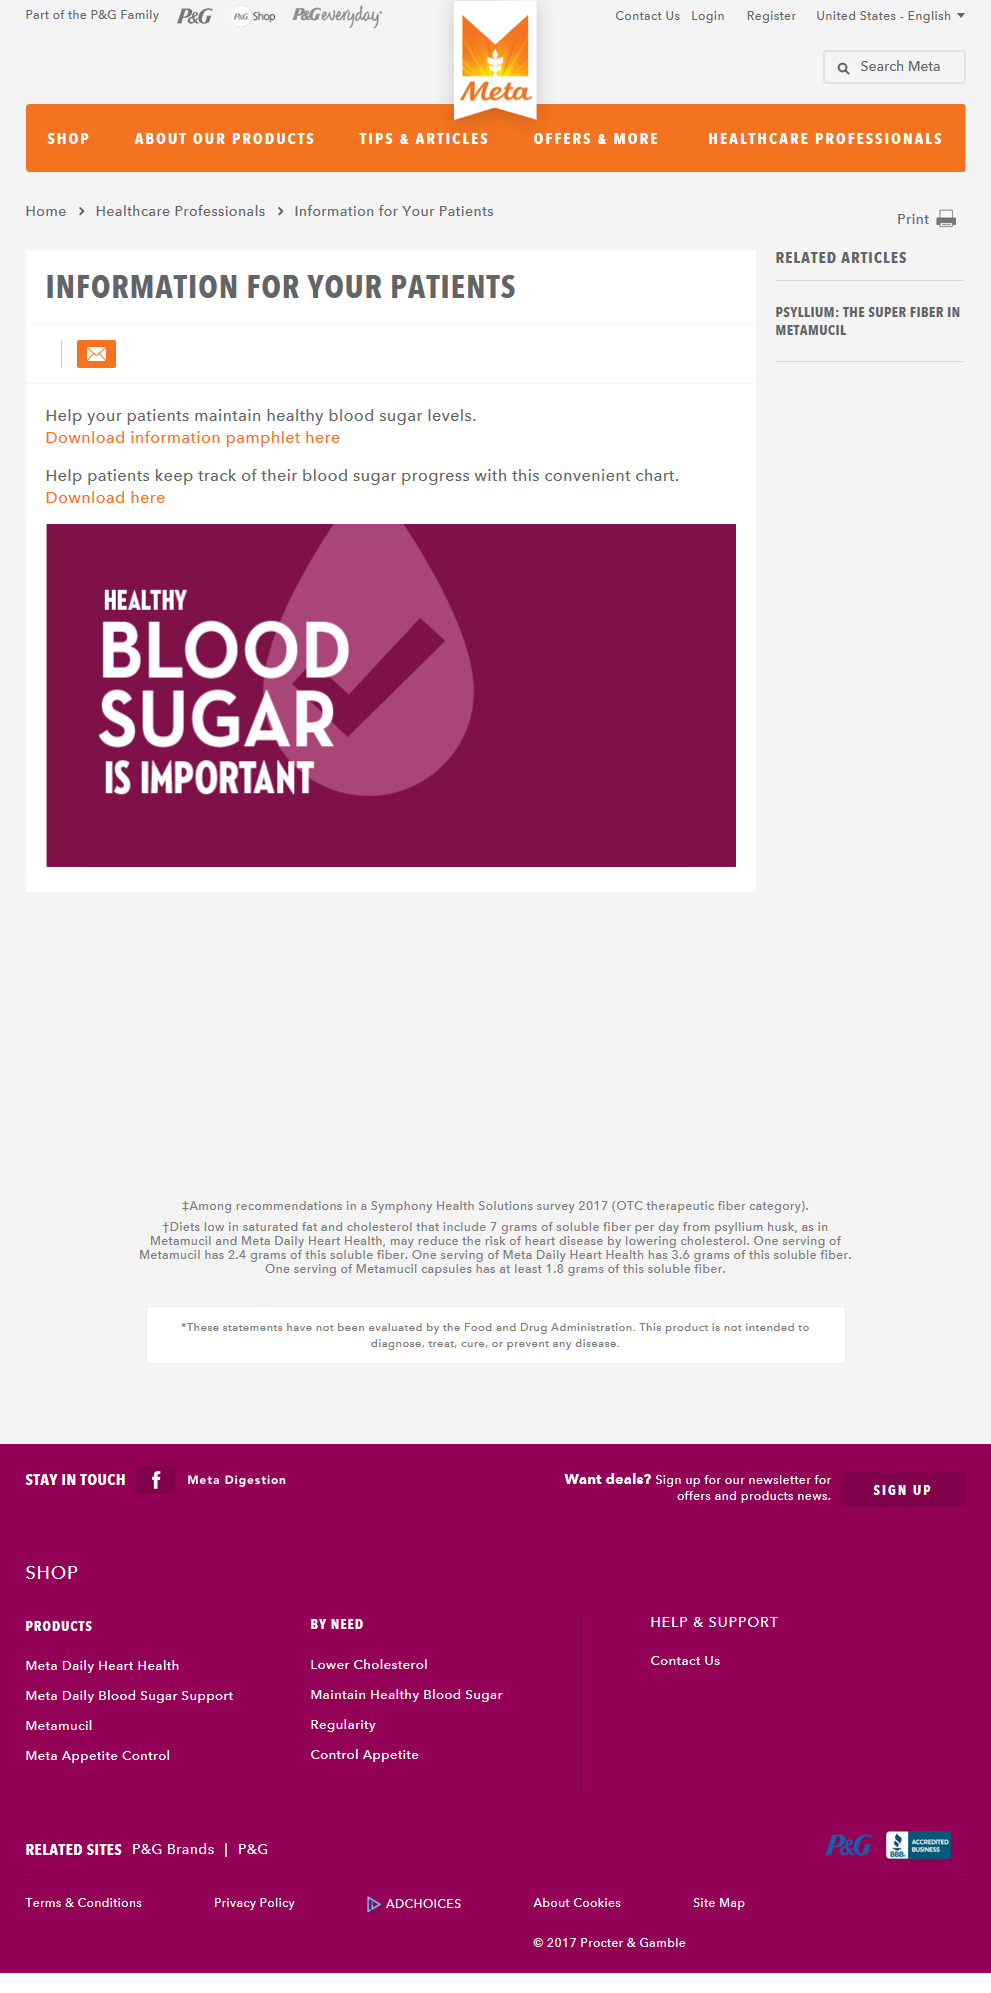 Part of the P&G Family P&G P&G Shop P&G everyday
Contact Us Login Register United States - English
Meta
Search Meta
SHOP ABOUT OUR PRODUCTS TIPS & ARTICLES OFFERS & MORE HEALTHCARE PROFESSIONALS
Home > Healthcare Professionals > Information for Your Patients
Print
INFORMATION FOR YOUR PATIENTS
Help your patients maintain healthy blood sugar levels.
Download information pamphlet here
Help patients keep track of their blood sugar progress with this convenient chart.
Download here
HEALTHY
BLOOD
SUGAR
IS IMPORTANT
RELATED ARTICLES
PSYLLIUM: THE SUPER FIBER IN
METAMUCIL
‡Among recommendations in a Symphony Health Solutions survey 2017 (OTC therapeutic fiber category).
†Diets low in saturated fat and cholesterol that include 7 grams of soluble fiber per day from psyllium husk, as in
Metamucil and Meta Daily Heart Health, may reduce the risk of heart disease by lowering cholesterol. One serving of
Metamucil has 2.4 grams of this soluble fiber. One serving of Meta Daily Heart Health has 3.6 grams of this soluble fiber.
One serving of Metamucil capsules has at least 1.8 grams of this soluble fiber.
*These statements have not been evaluated by the Food and Drug Administration. This product is not intended to
diagnose, treat, cure, or prevent any disease.
STAY IN TOUCH f Meta Digestion
Want deals? Sign up for our newsletter for
offers and products news.
SIGN UP
SHOP
PRODUCTS
Meta Daily Heart Health
Meta Daily Blood Sugar Support
Metamucil
Meta Appetite Control
BY NEED
Lower Cholesterol
Maintain Healthy Blood Sugar
Regularity
Control Appetite
HELP & SUPPORT
Contact Us
RELATED SITES P&G Brands | P&G
P&G
BBB. ACCREDITED
BUSINESS
Terms & Conditions Privacy Policy ADCHOICES About Cookies Site Map
© 2017 Procter & Gamble